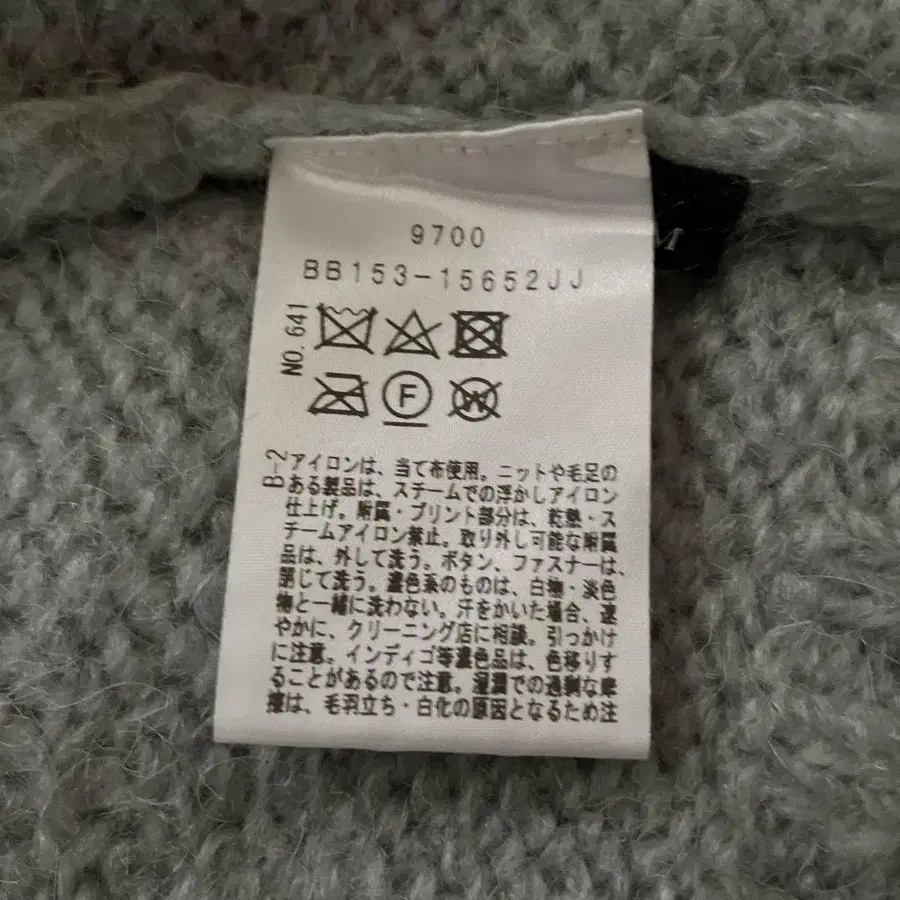 9700
BB153-15652JJ
NO. 641
F
W
B-2
アイロンは、当て布使用。ニットや毛足の
ある製品は、スチームでの浮かしアイロン
仕上げ。附属・プリント部分は、乾熱・ス
チームアイロン禁止。取り外し可能な附属
品は、外して洗う。ボタン、ファスナーは、
閉じて洗う。濃色系のものは、白物・淡色
物と一緒に洗わない。汗をかいた場合、速
やかに、クリーニング店に相談。引っかけ
に注意。インディゴ等濃色品は、色移りす
ることがあるので注意。湿潤での過剰な摩
擦は、毛羽立ち・白化の原因となるため注
M